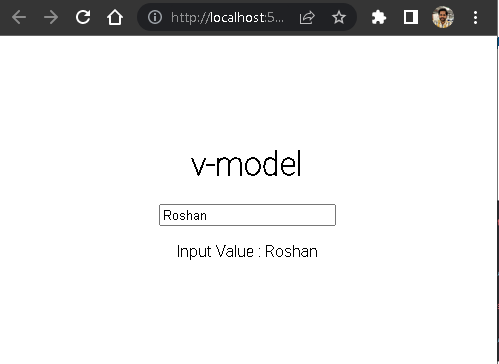 http://localhost:5...
v-model
Roshan
Input Value : Roshan